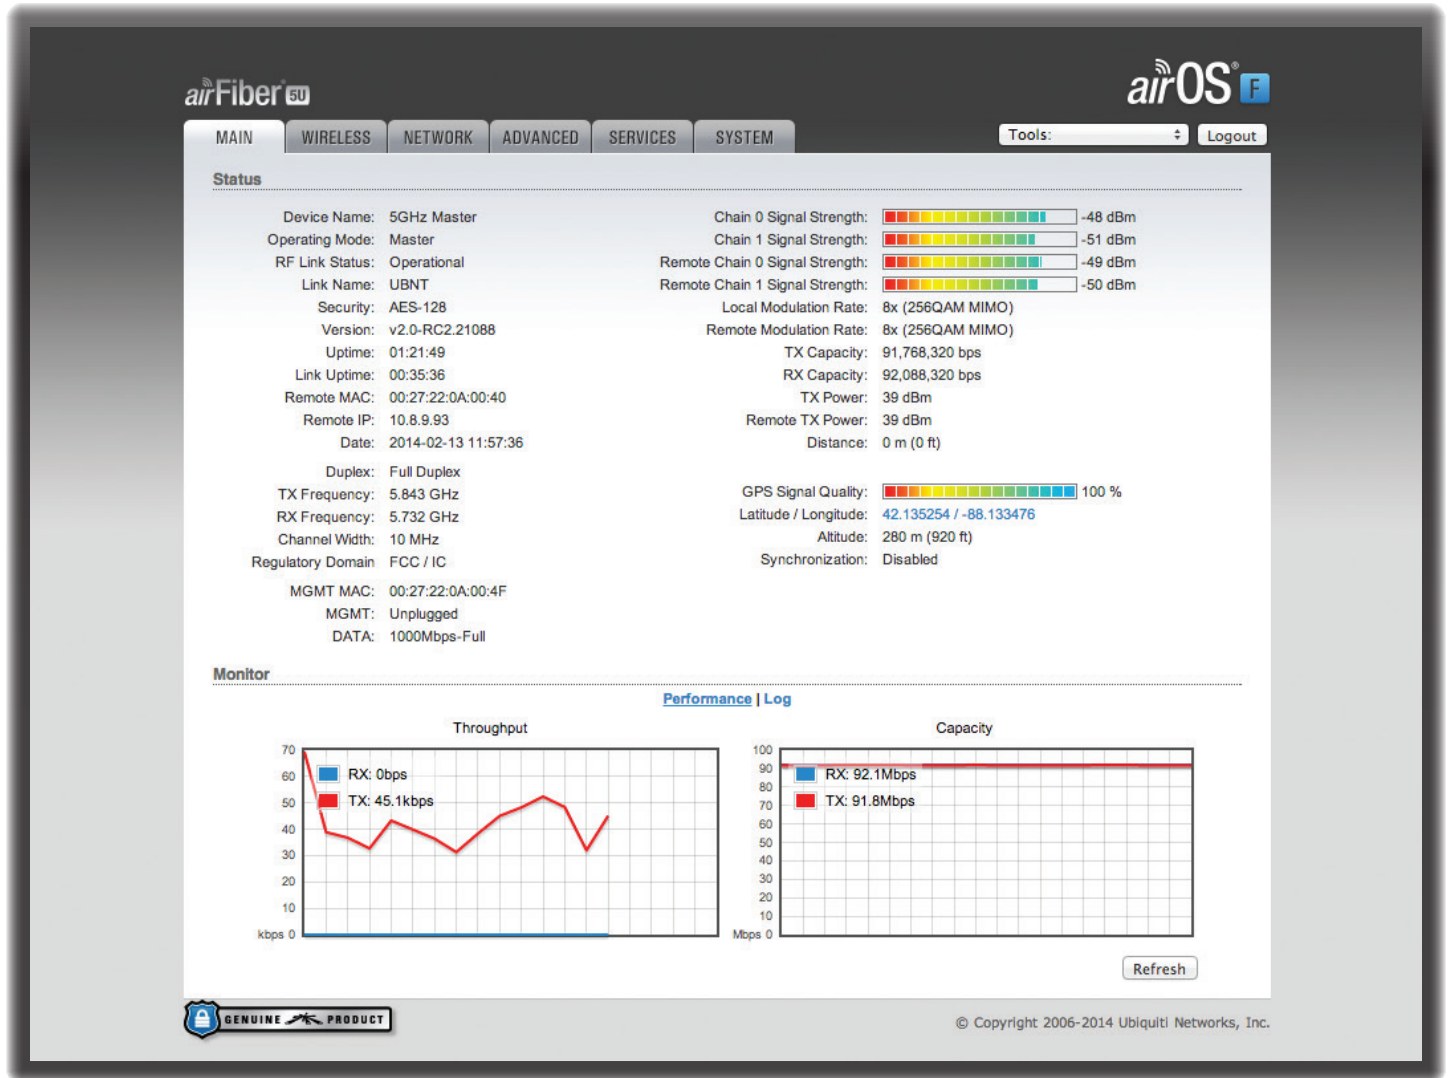 airFiber 5U
airOS® F
MAIN WIRELESS NETWORK ADVANCED SERVICES SYSTEM Tools: Logout
Status
Device Name: 5GHz Master
Operating Mode: Master
RF Link Status: Operational
Link Name: UBNT
Security: AES-128
Version: v2.0-RC2.21088
Uptime: 01:21:49
Link Uptime: 00:35:36
Remote MAC: 00:27:22:0A:00:40
Remote IP: 10.8.9.93
Date: 2014-02-13 11:57:36
Duplex: Full Duplex
TX Frequency: 5.843 GHz
RX Frequency: 5.732 GHz
Channel Width: 10 MHz
Regulatory Domain FCC / IC
MGMT MAC: 00:27:22:0A:00:4F
MGMT: Unplugged
DATA: 1000Mbps-Full
Chain 0 Signal Strength: -48 dBm
Chain 1 Signal Strength: -51 dBm
Remote Chain 0 Signal Strength: -49 dBm
Remote Chain 1 Signal Strength: -50 dBm
Local Modulation Rate: 8x (256QAM MIMO)
Remote Modulation Rate: 8x (256QAM MIMO)
TX Capacity: 91,768,320 bps
RX Capacity: 92,088,320 bps
TX Power: 39 dBm
Remote TX Power: 39 dBm
Distance: 0 m (0 ft)
GPS Signal Quality: 100 %
Latitude / Longitude: 42.135254 / -88.133476
Altitude: 280 m (920 ft)
Synchronization: Disabled
Monitor
Performance | Log
Throughput
70
60
50
40
30
20
10
kbps 0
RX: 0bps
TX: 45.1kbps
Capacity
100
90
80
70
60
50
40
30
20
10
Mbps 0
RX: 92.1Mbps
TX: 91.8Mbps
Refresh
GENUINE PRODUCT
© Copyright 2006-2014 Ubiquiti Networks, Inc.